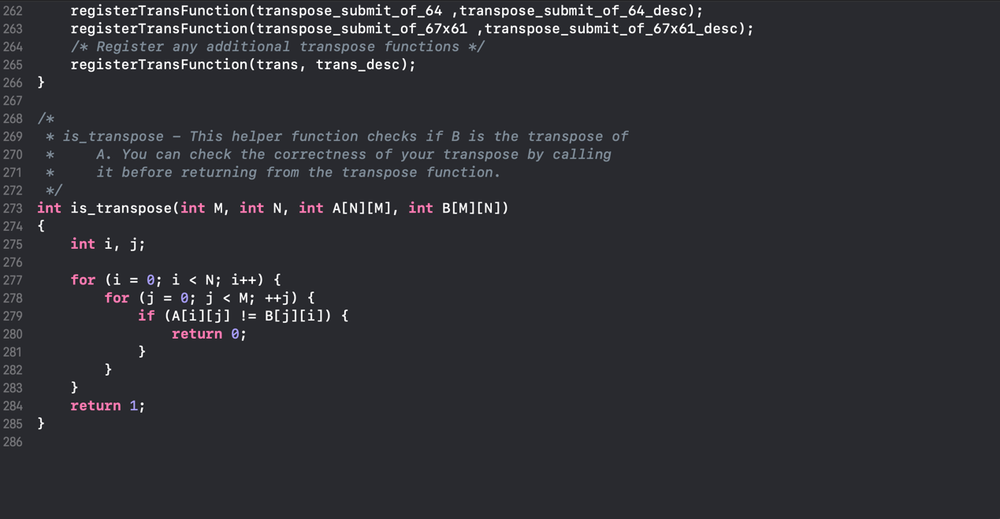 262 registerTransFunction(transpose_submit_of_64 ,transpose_submit_of_64_desc);
263 registerTransFunction(transpose_submit_of_67x61 ,transpose_submit_of_67x61_desc);
264 /* Register any additional transpose functions */
265 registerTransFunction(trans, trans_desc);
266 }
267
268 /*
269  * is_transpose - This helper function checks if B is the transpose of
270  *     A. You can check the correctness of your transpose by calling
271  *     it before returning from the transpose function.
272  */
273 int is_transpose(int M, int N, int A[N][M], int B[M][N])
274 {
275     int i, j;
276
277     for (i = 0; i < N; i++) {
278         for (j = 0; j < M; ++j) {
279             if (A[i][j] != B[j][i]) {
280                 return 0;
281             }
282         }
283     }
284     return 1;
285 }
286